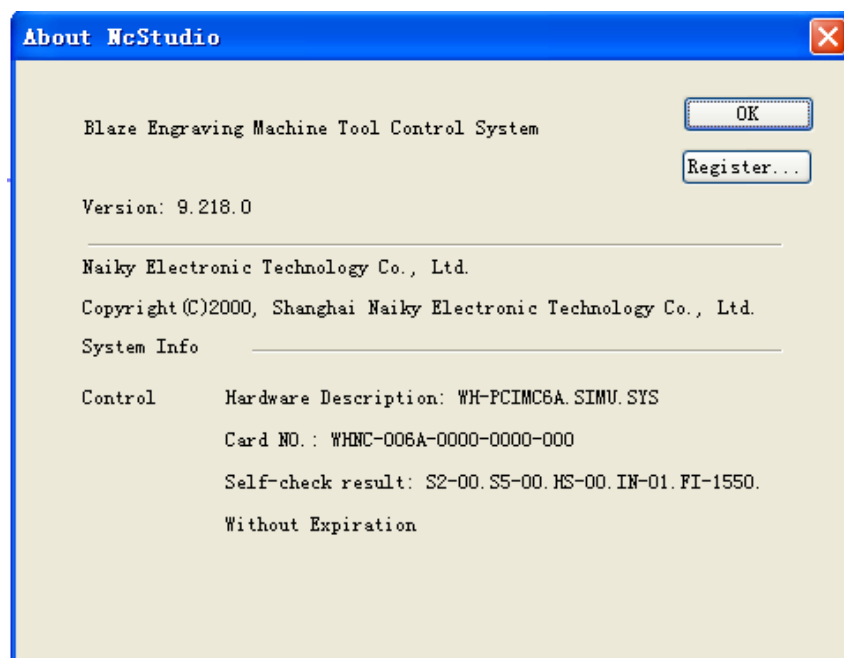 About NcStudio
OK
Blaze Engraving Machine Tool Control System
Register...
Version: 9.218.0
Naiky Electronic Technology Co., Ltd.
Copyright(C)2000, Shanghai Naiky Electronic Technology Co., Ltd.
System Info
Control Hardware Description: WH-PCIMC6A.SIMU.SYS
Card NO.: WHNC-006A-0000-0000-000
Self-check result: S2-00.S5-00.HS-00.IN-01.FI-1550.
Without Expiration